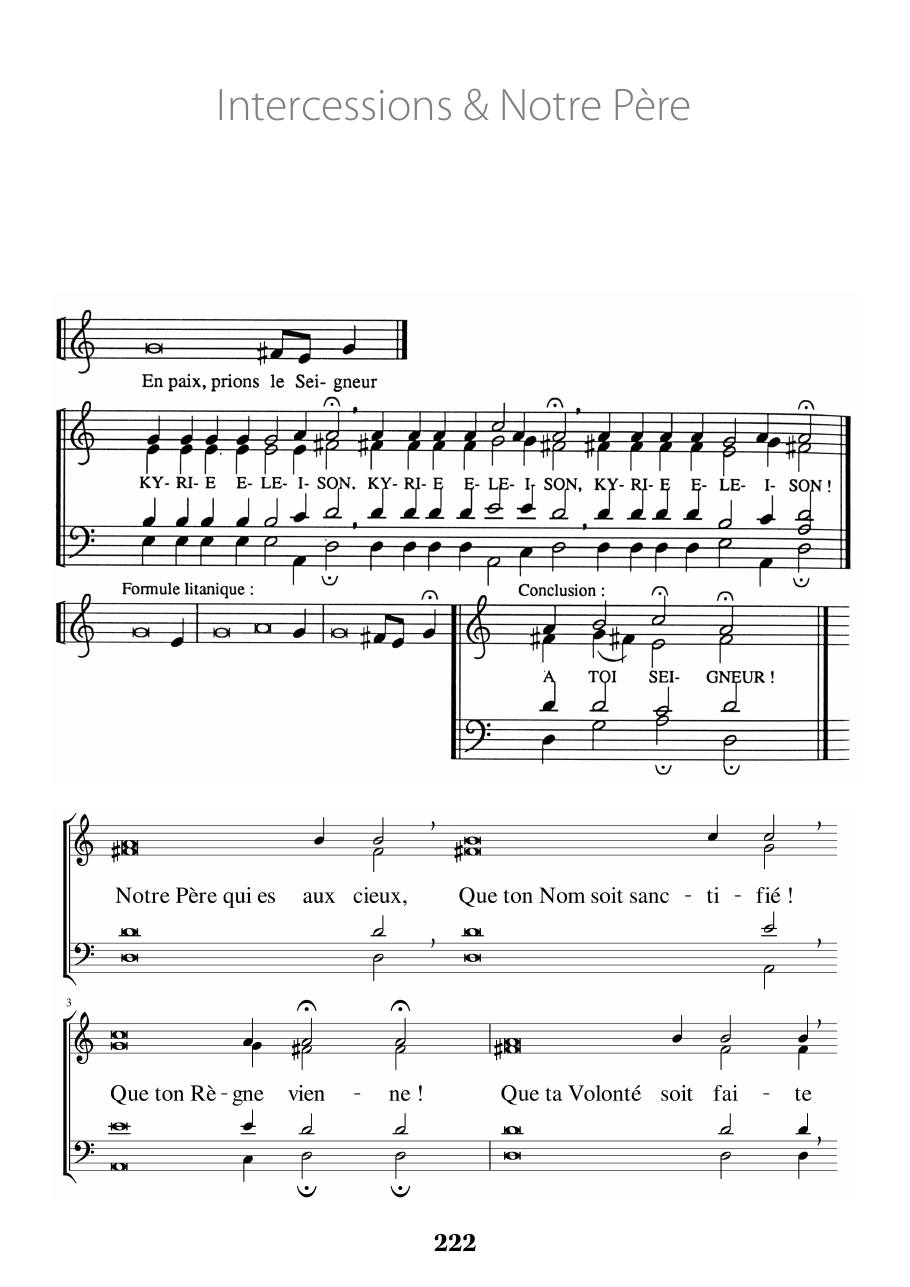 Intercessions & Notre Père
En paix, prions le Sei- gneur
KY- RI- E E- LE- I- SON. KY- RI- E E- LE- I- SON, KY- RI- E E- LE- I- SON !
Formule litanique :
Conclusion :
A TOI SEI- GNEUR !
Notre Père qui es aux cieux, Que ton Nom soit sanc - ti - fié !
3
Que ton Rè - gne vien - ne ! Que ta Volonté soit fai - te
222